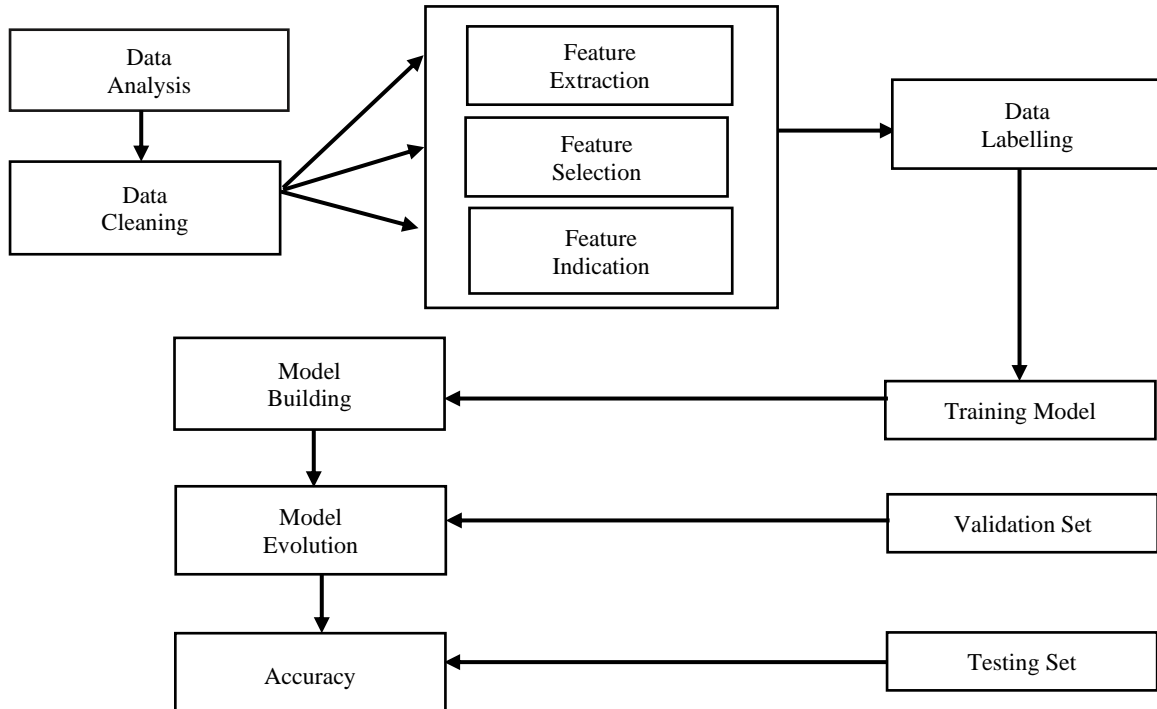 Data
Analysis
Data
Cleaning
Feature
Extraction
Feature
Selection
Feature
Indication
Data
Labelling
Training Model
Model
Building
Model
Evolution
Validation Set
Accuracy
Testing Set